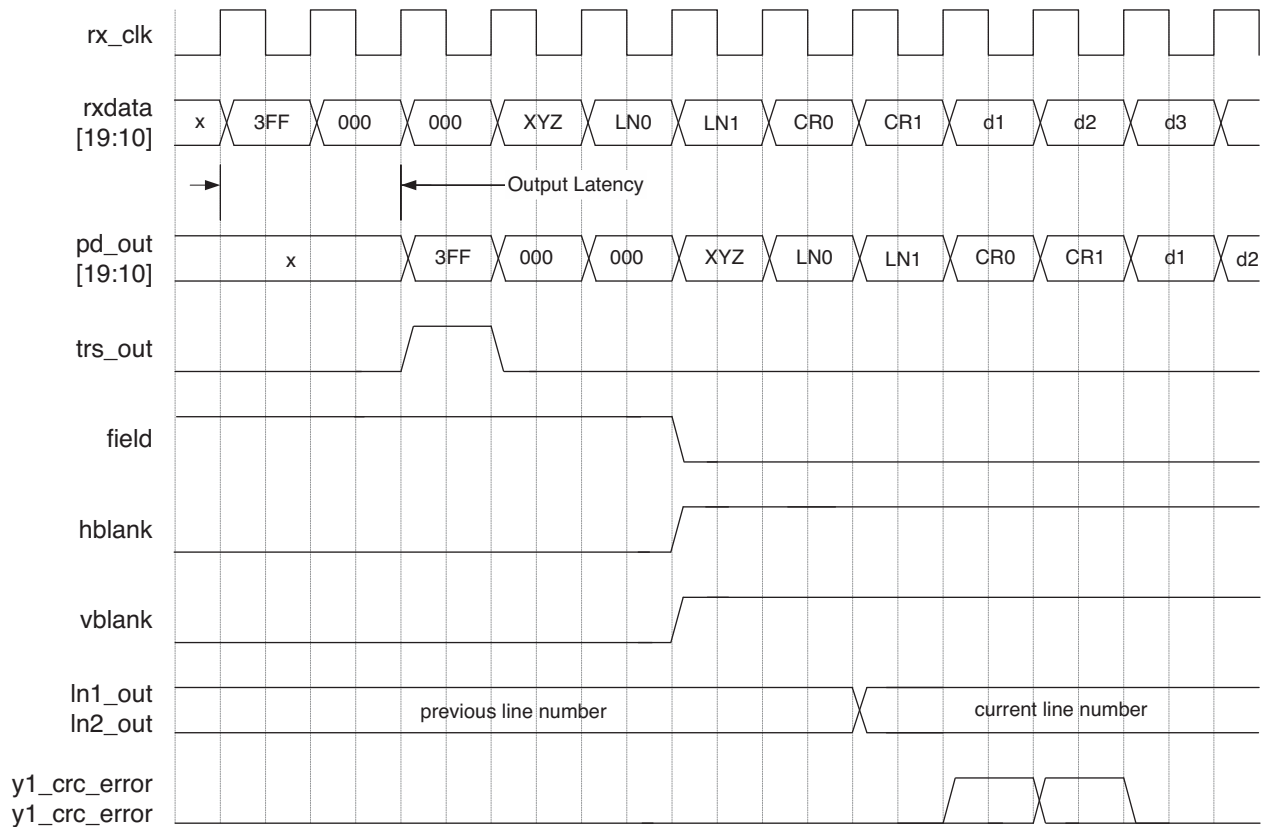 rx_clk
rxdata
[19:10]
x 3FF 000 000 XYZ LN0 LN1 CR0 CR1 d1 d2 d3
Output Latency
pd_out
[19:10]
x 3FF 000 000 XYZ LN0 LN1 CR0 CR1 d1 d2
trs_out
field
hblank
vblank
ln1_out
ln2_out
previous line number current line number
y1_crc_error
y1_crc_error